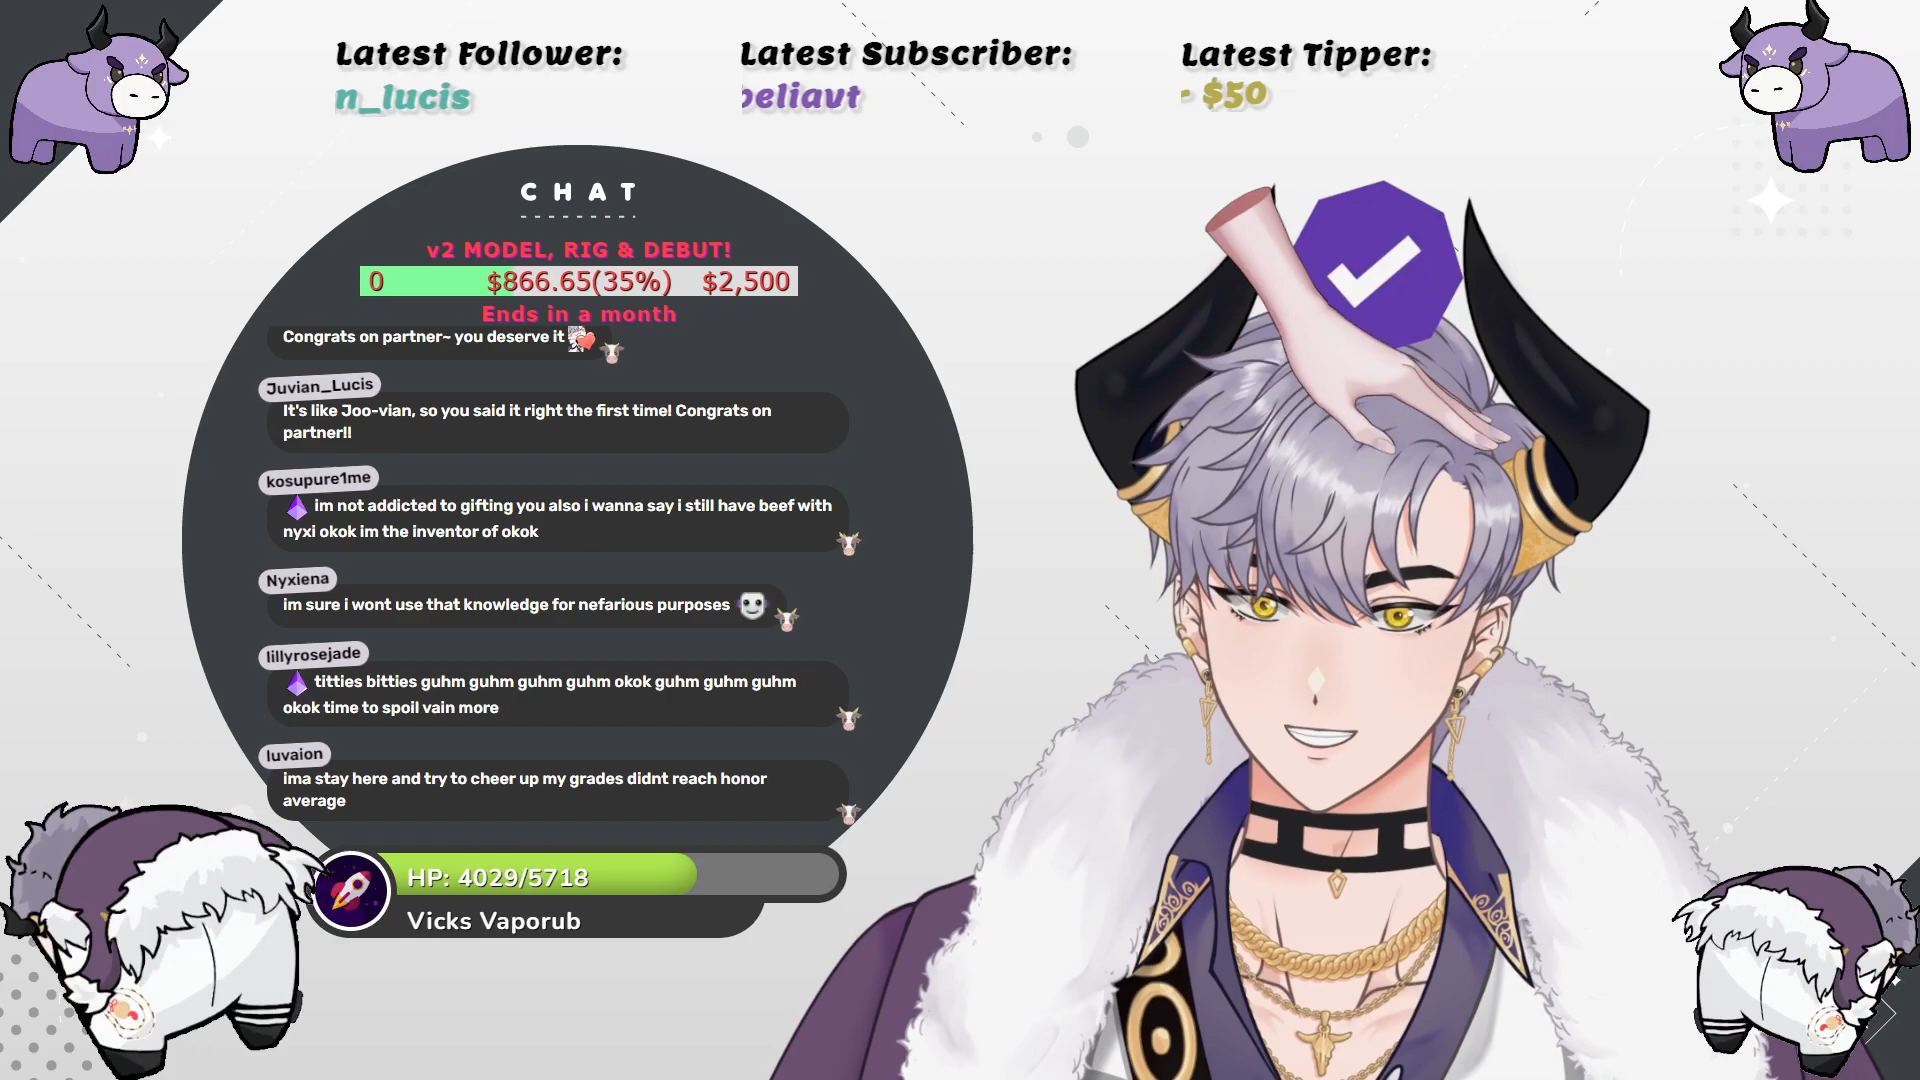 Latest Follower:
n_lucis
Latest Subscriber:
beliavt
Latest Tipper:
- $50
CHAT
v2 MODEL, RIG & DEBUT!
0 $866.65(35%) $2,500
Ends in a month
Congrats on partner~ you deserve it
Juvian_Lucis
It's like Joo-vian, so you said it right the first time! Congrats on
partner!!
kosupure1me
im not addicted to gifting you also i wanna say i still have beef with
nyxi okok im the inventor of okok
Nyxiena
im sure i wont use that knowledge for nefarious purposes
lillyrosejade
titties bitties guhm guhm guhm guhm okok guhm guhm guhm
okok time to spoil vain more
luvaion
ima stay here and try to cheer up my grades didnt reach honor
average
HP: 4029/5718
Vicks Vaporub